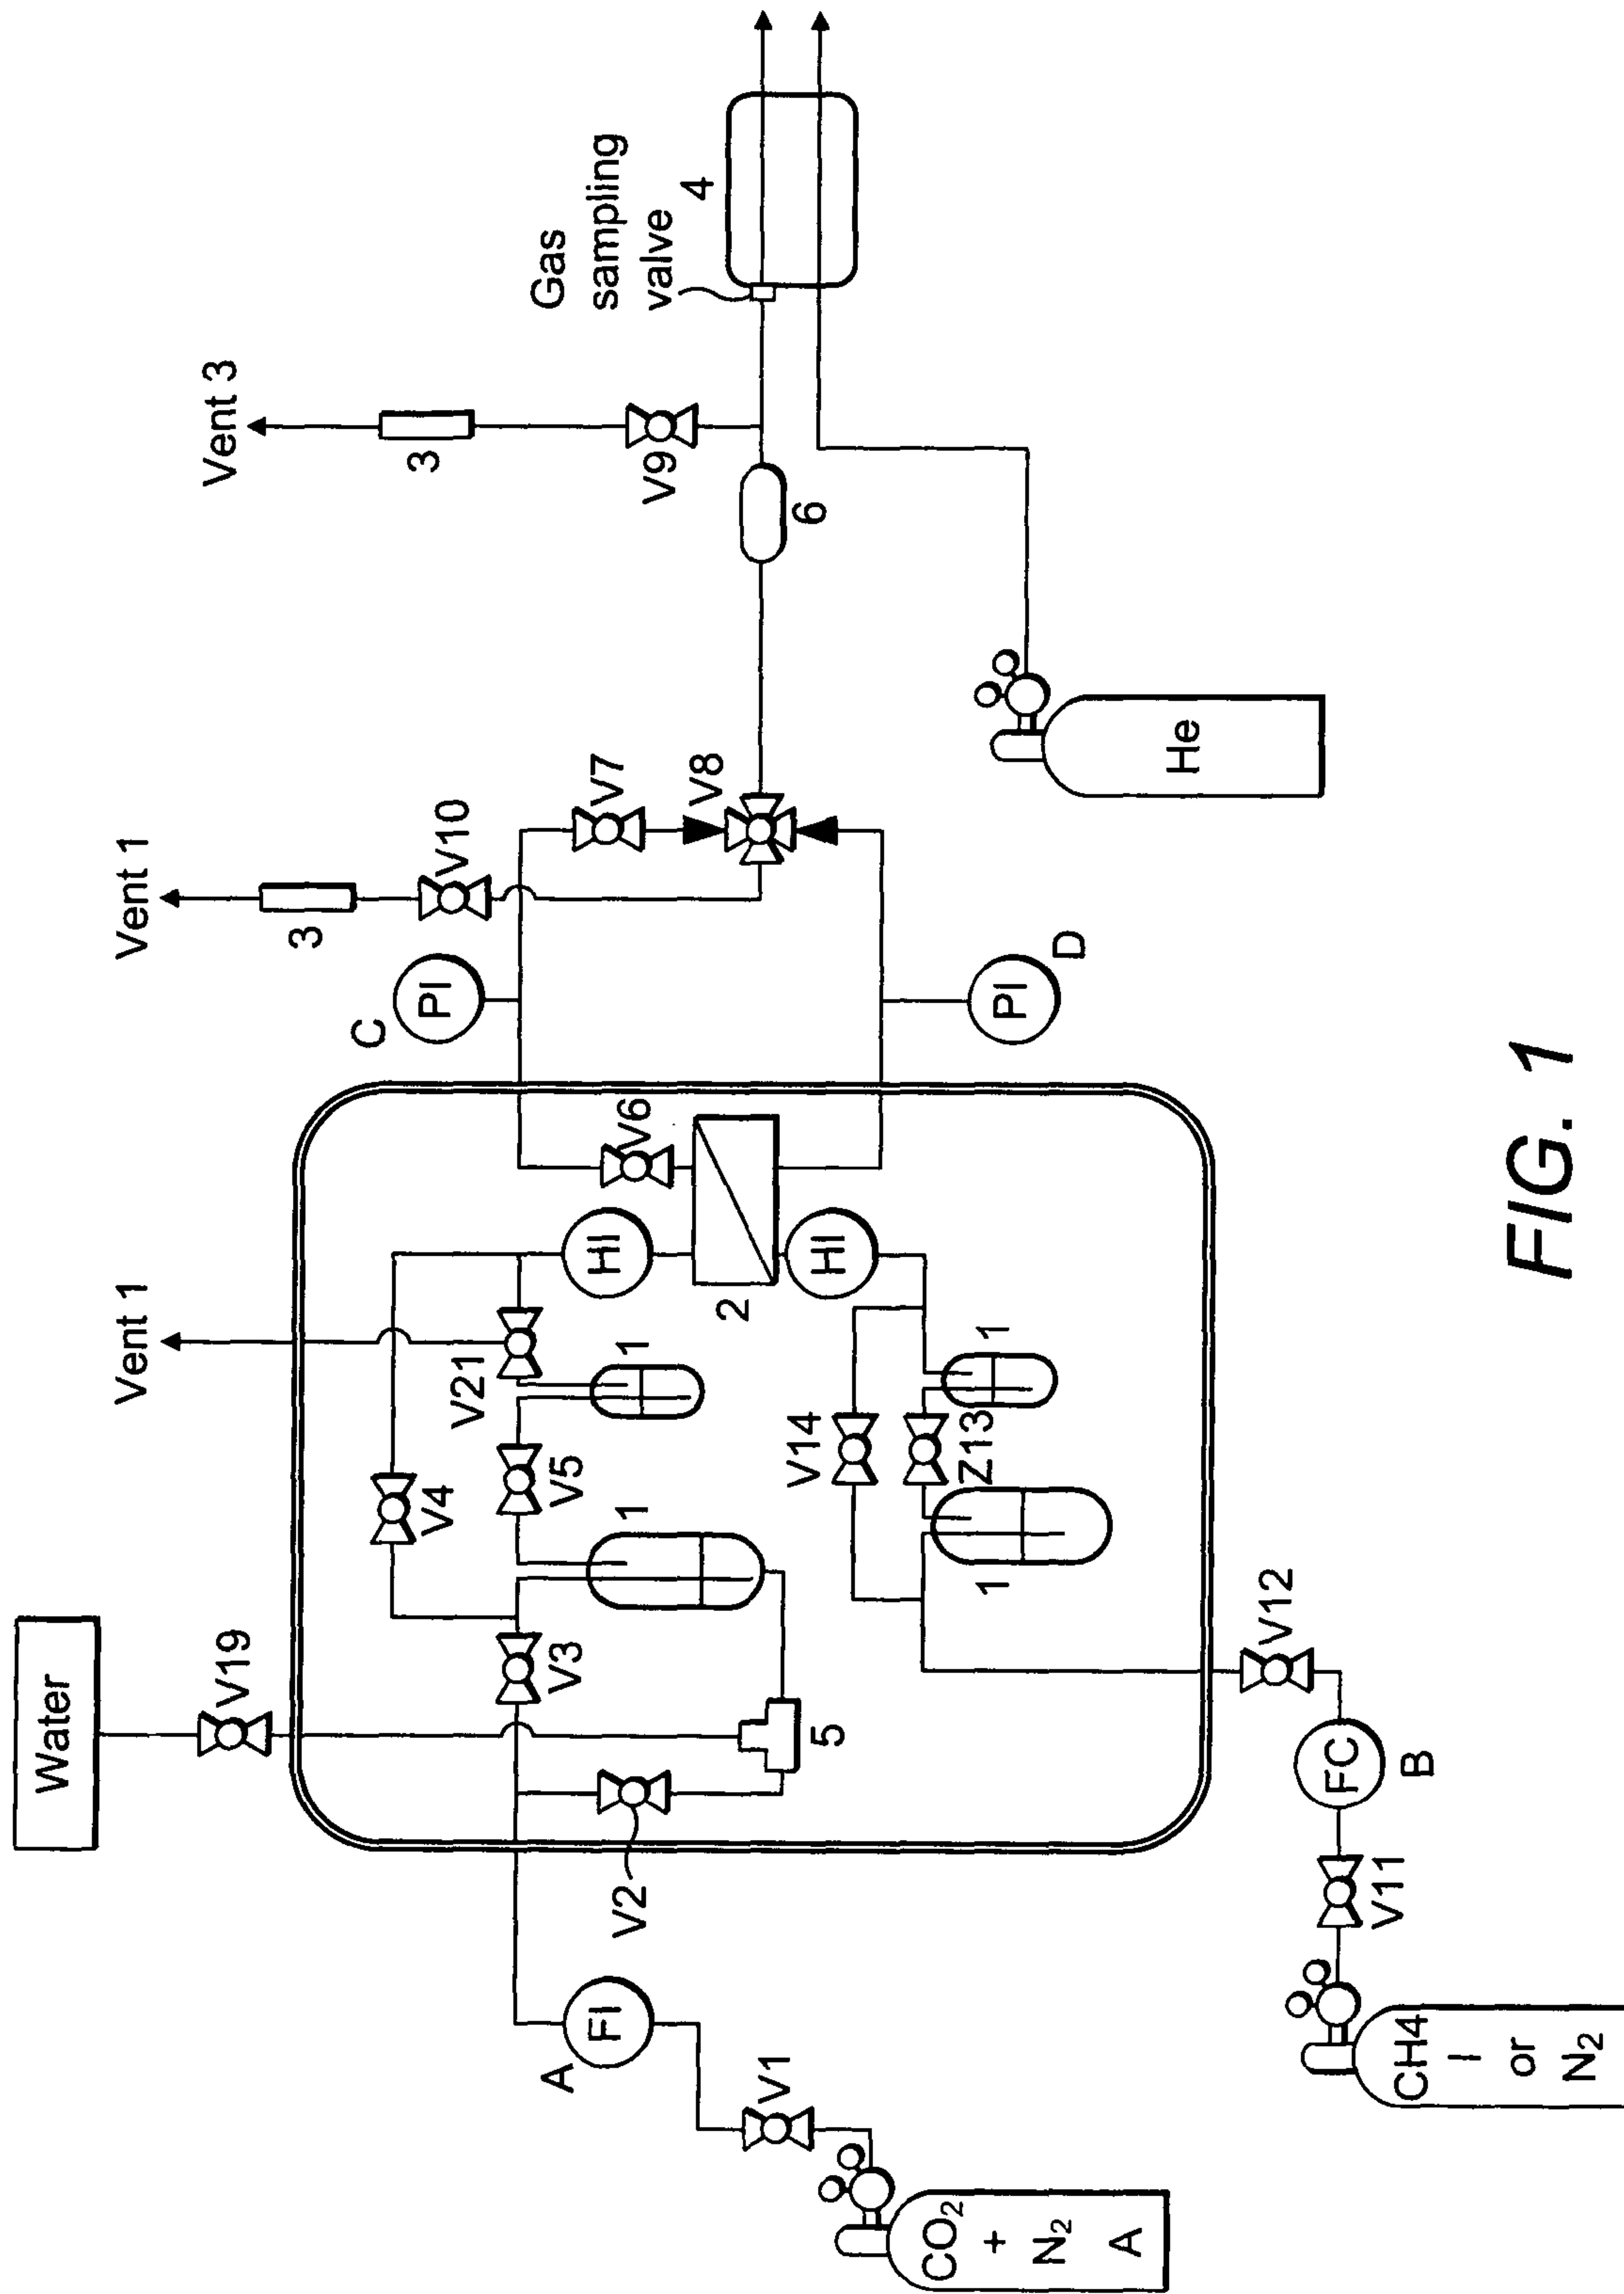 Water
V19
Vent 1
Vent 1
Vent 3
Gas
sampling
valve
4
3
V10
3
V9
C
PI
V7
V8
6
V4
V21
V3
V5
1
1
HI
V6
2
HI
A
FI
V2
5
V14
Z13
1
1
PI
D
He
V1
CO2
+
N2
A
V12
FC
B
V11
CH4
I
or
N2
FIG. 1